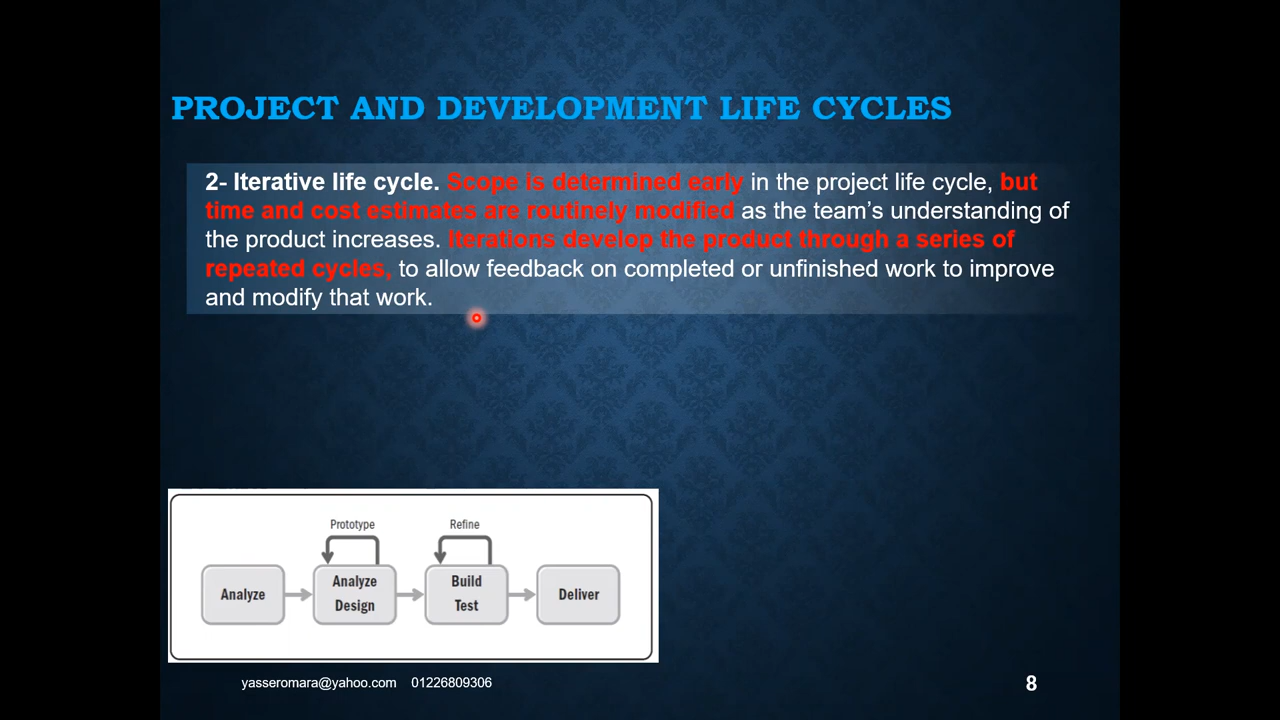 PROJECT AND DEVELOPMENT LIFE CYCLES
2- Iterative life cycle. Scope is determined early in the project life cycle, but
time and cost estimates are routinely modified as the team’s understanding of
the product increases. Iterations develop the product through a series of
repeated cycles, to allow feedback on completed or unfinished work to improve
and modify that work.
Prototype
Refine
Analyze
Analyze
Design
Build
Test
Deliver
yasseromara@yahoo.com 01226809306
8